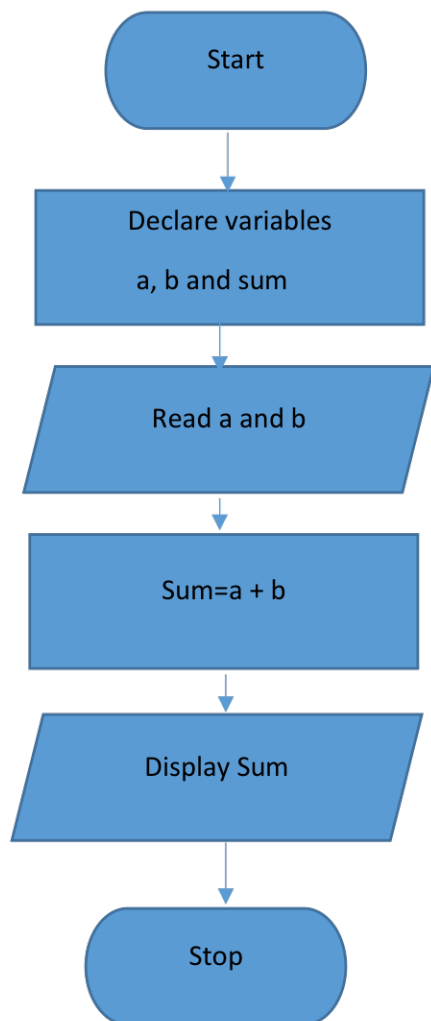 Start
Declare variables
a, b and sum
Read a and b
Sum=a + b
Display Sum
Stop